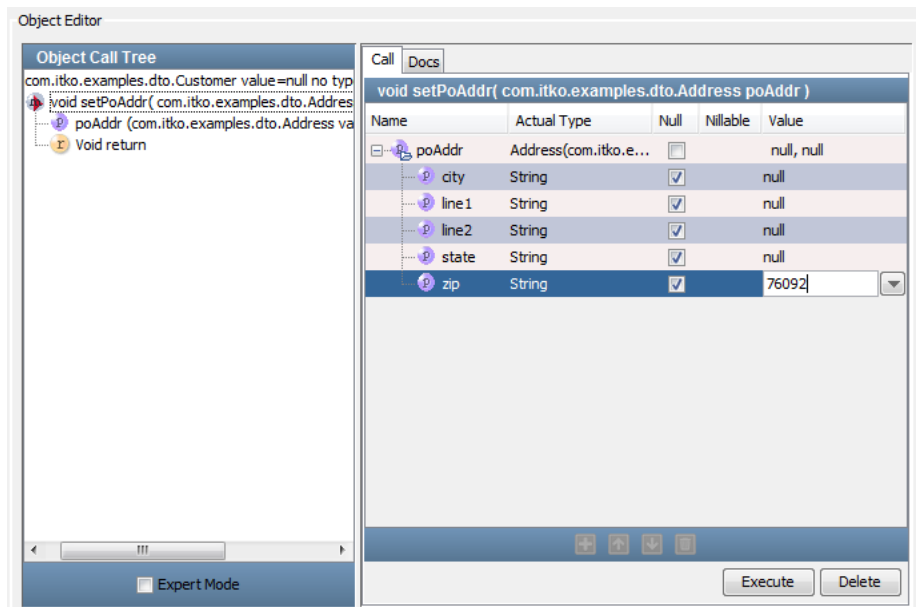 Object Editor
Object Call Tree
com.itko.examples.dto.Customer value=null no typ
void setPoAddr( com.itko.examples.dto.Addres
poAddr (com.itko.examples.dto.Address va
Void return
Expert Mode
Call Docs
void setPoAddr( com.itko.examples.dto.Address poAddr )
Name Actual Type Null Nillable Value
poAddr Address(com.itko.e... null, null
city String null
line1 String null
line2 String null
state String null
zip String 76092
Execute Delete